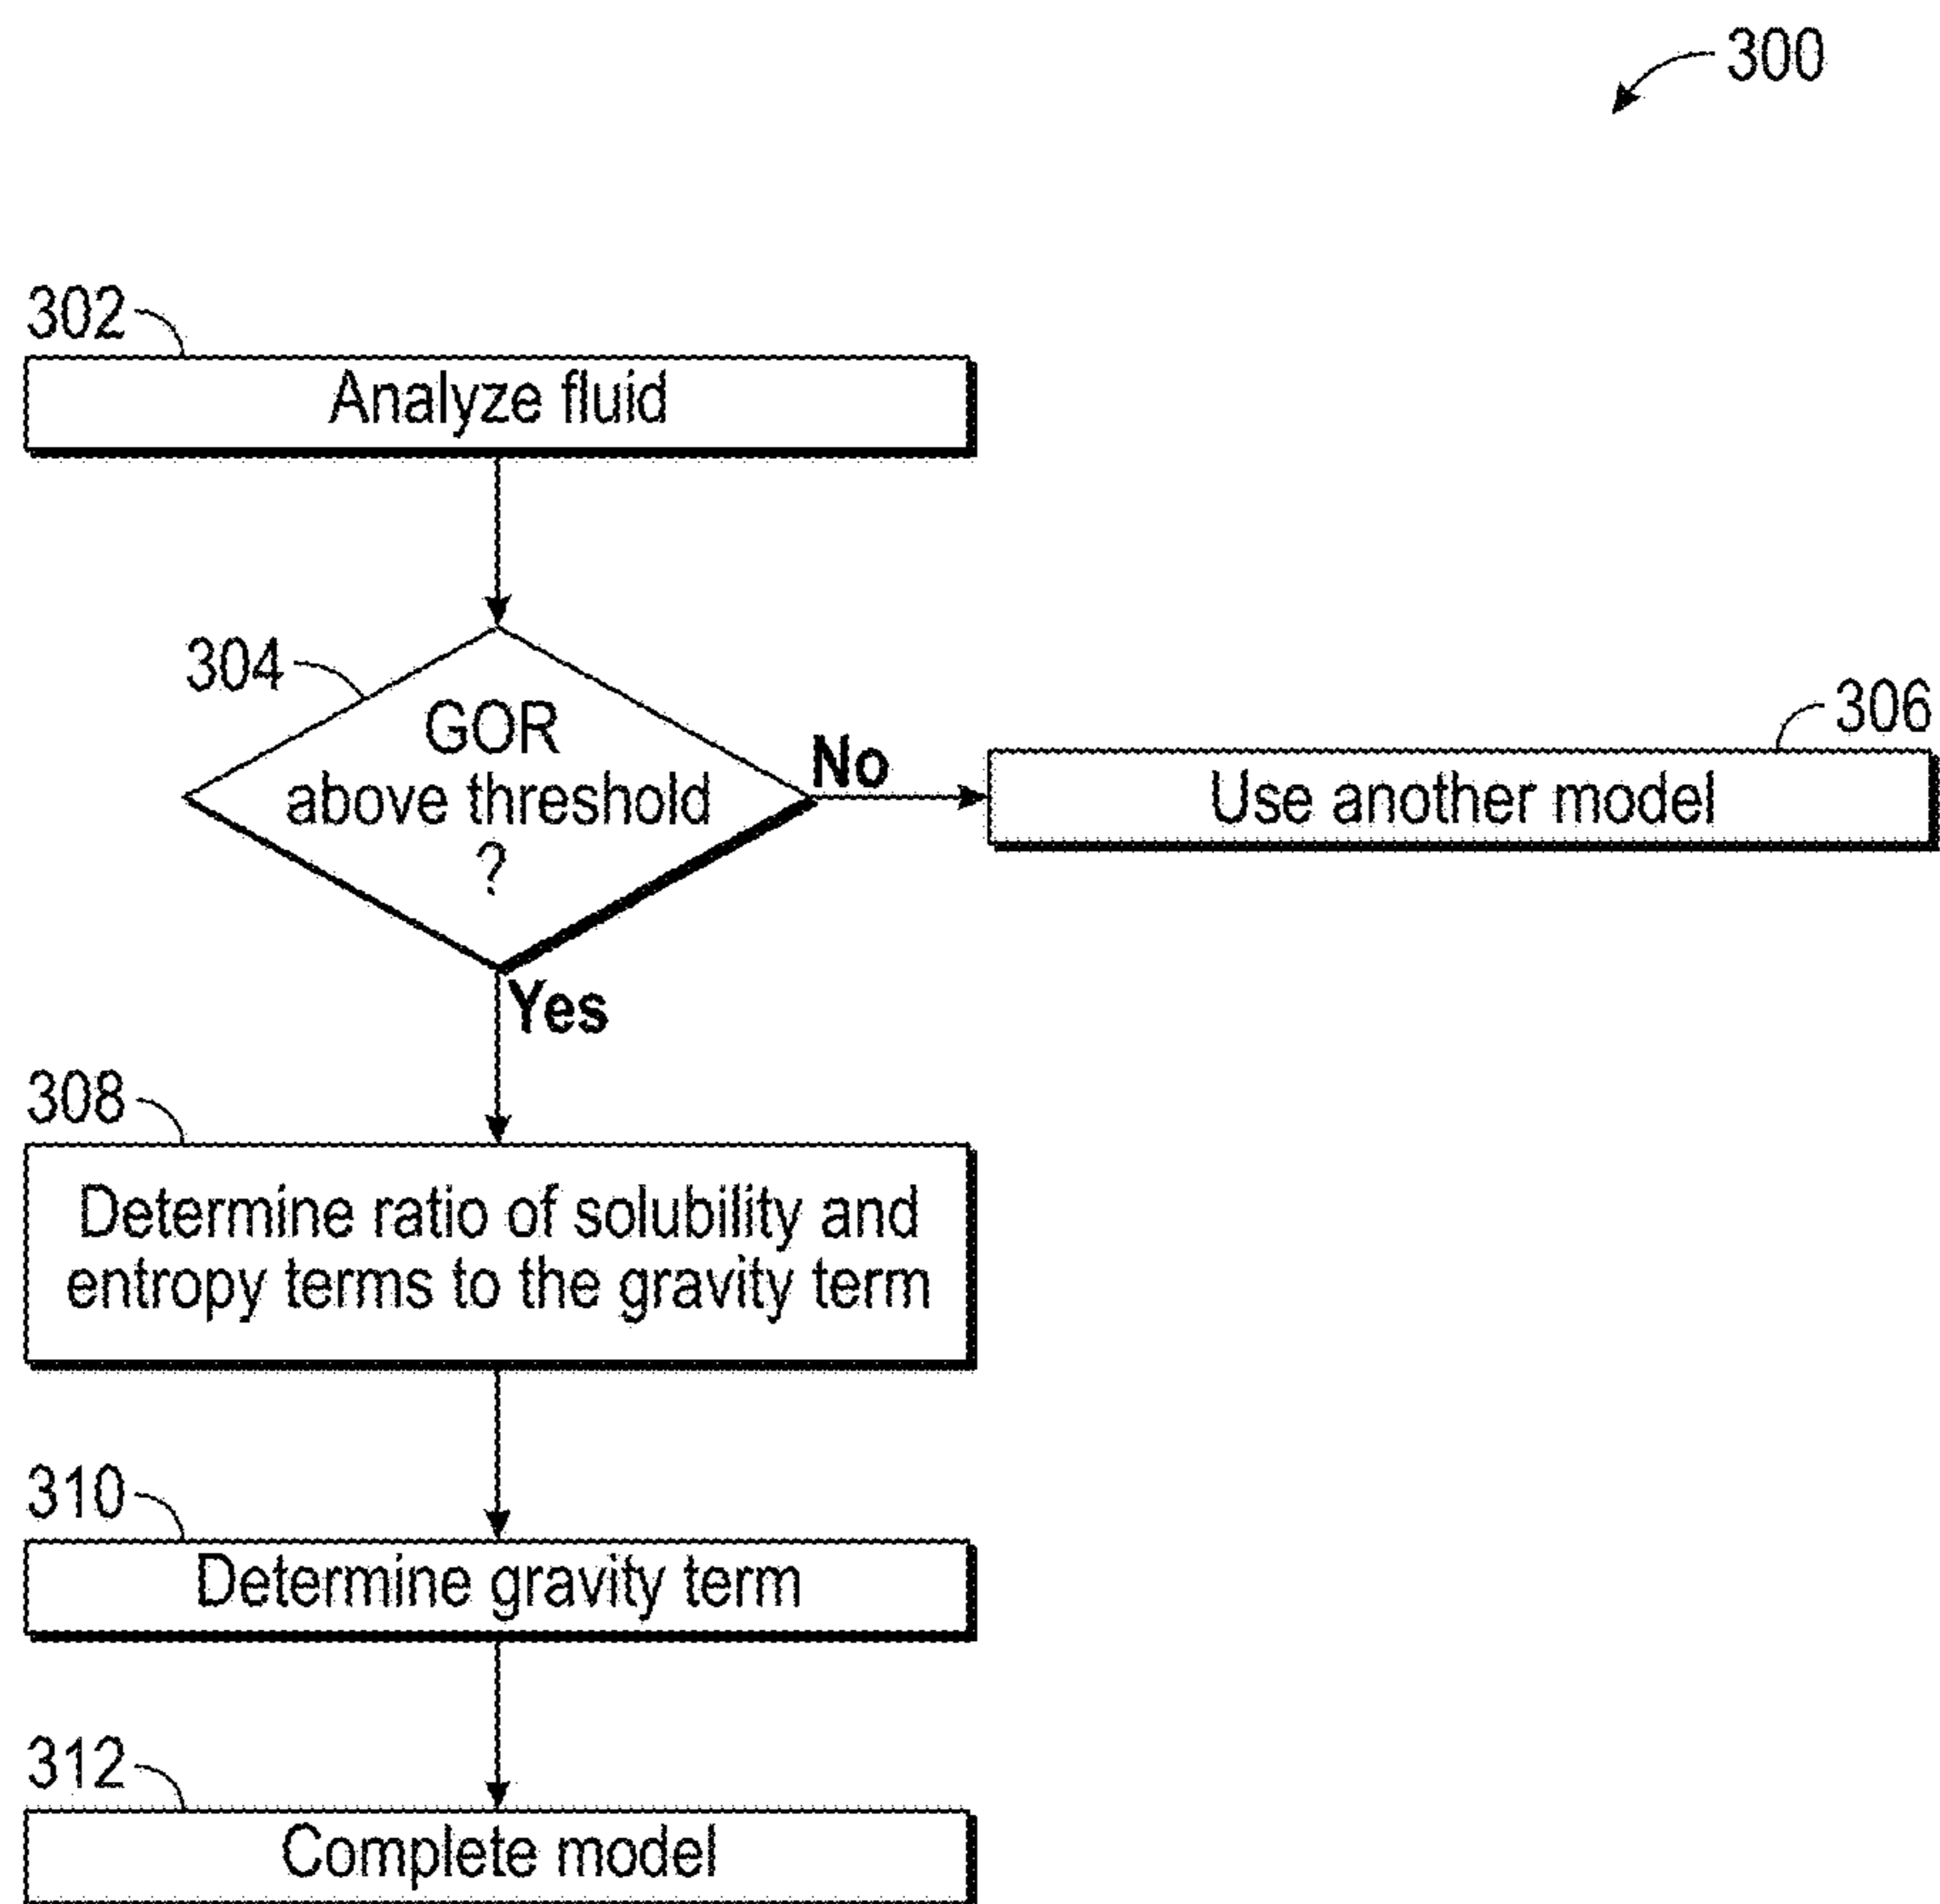 300
302
Analyze fluid
304
GOR
above threshold
?
No
306
Use another model
Yes
308
Determine ratio of solubility and
entropy terms to the gravity term
310
Determine gravity term
312
Complete model